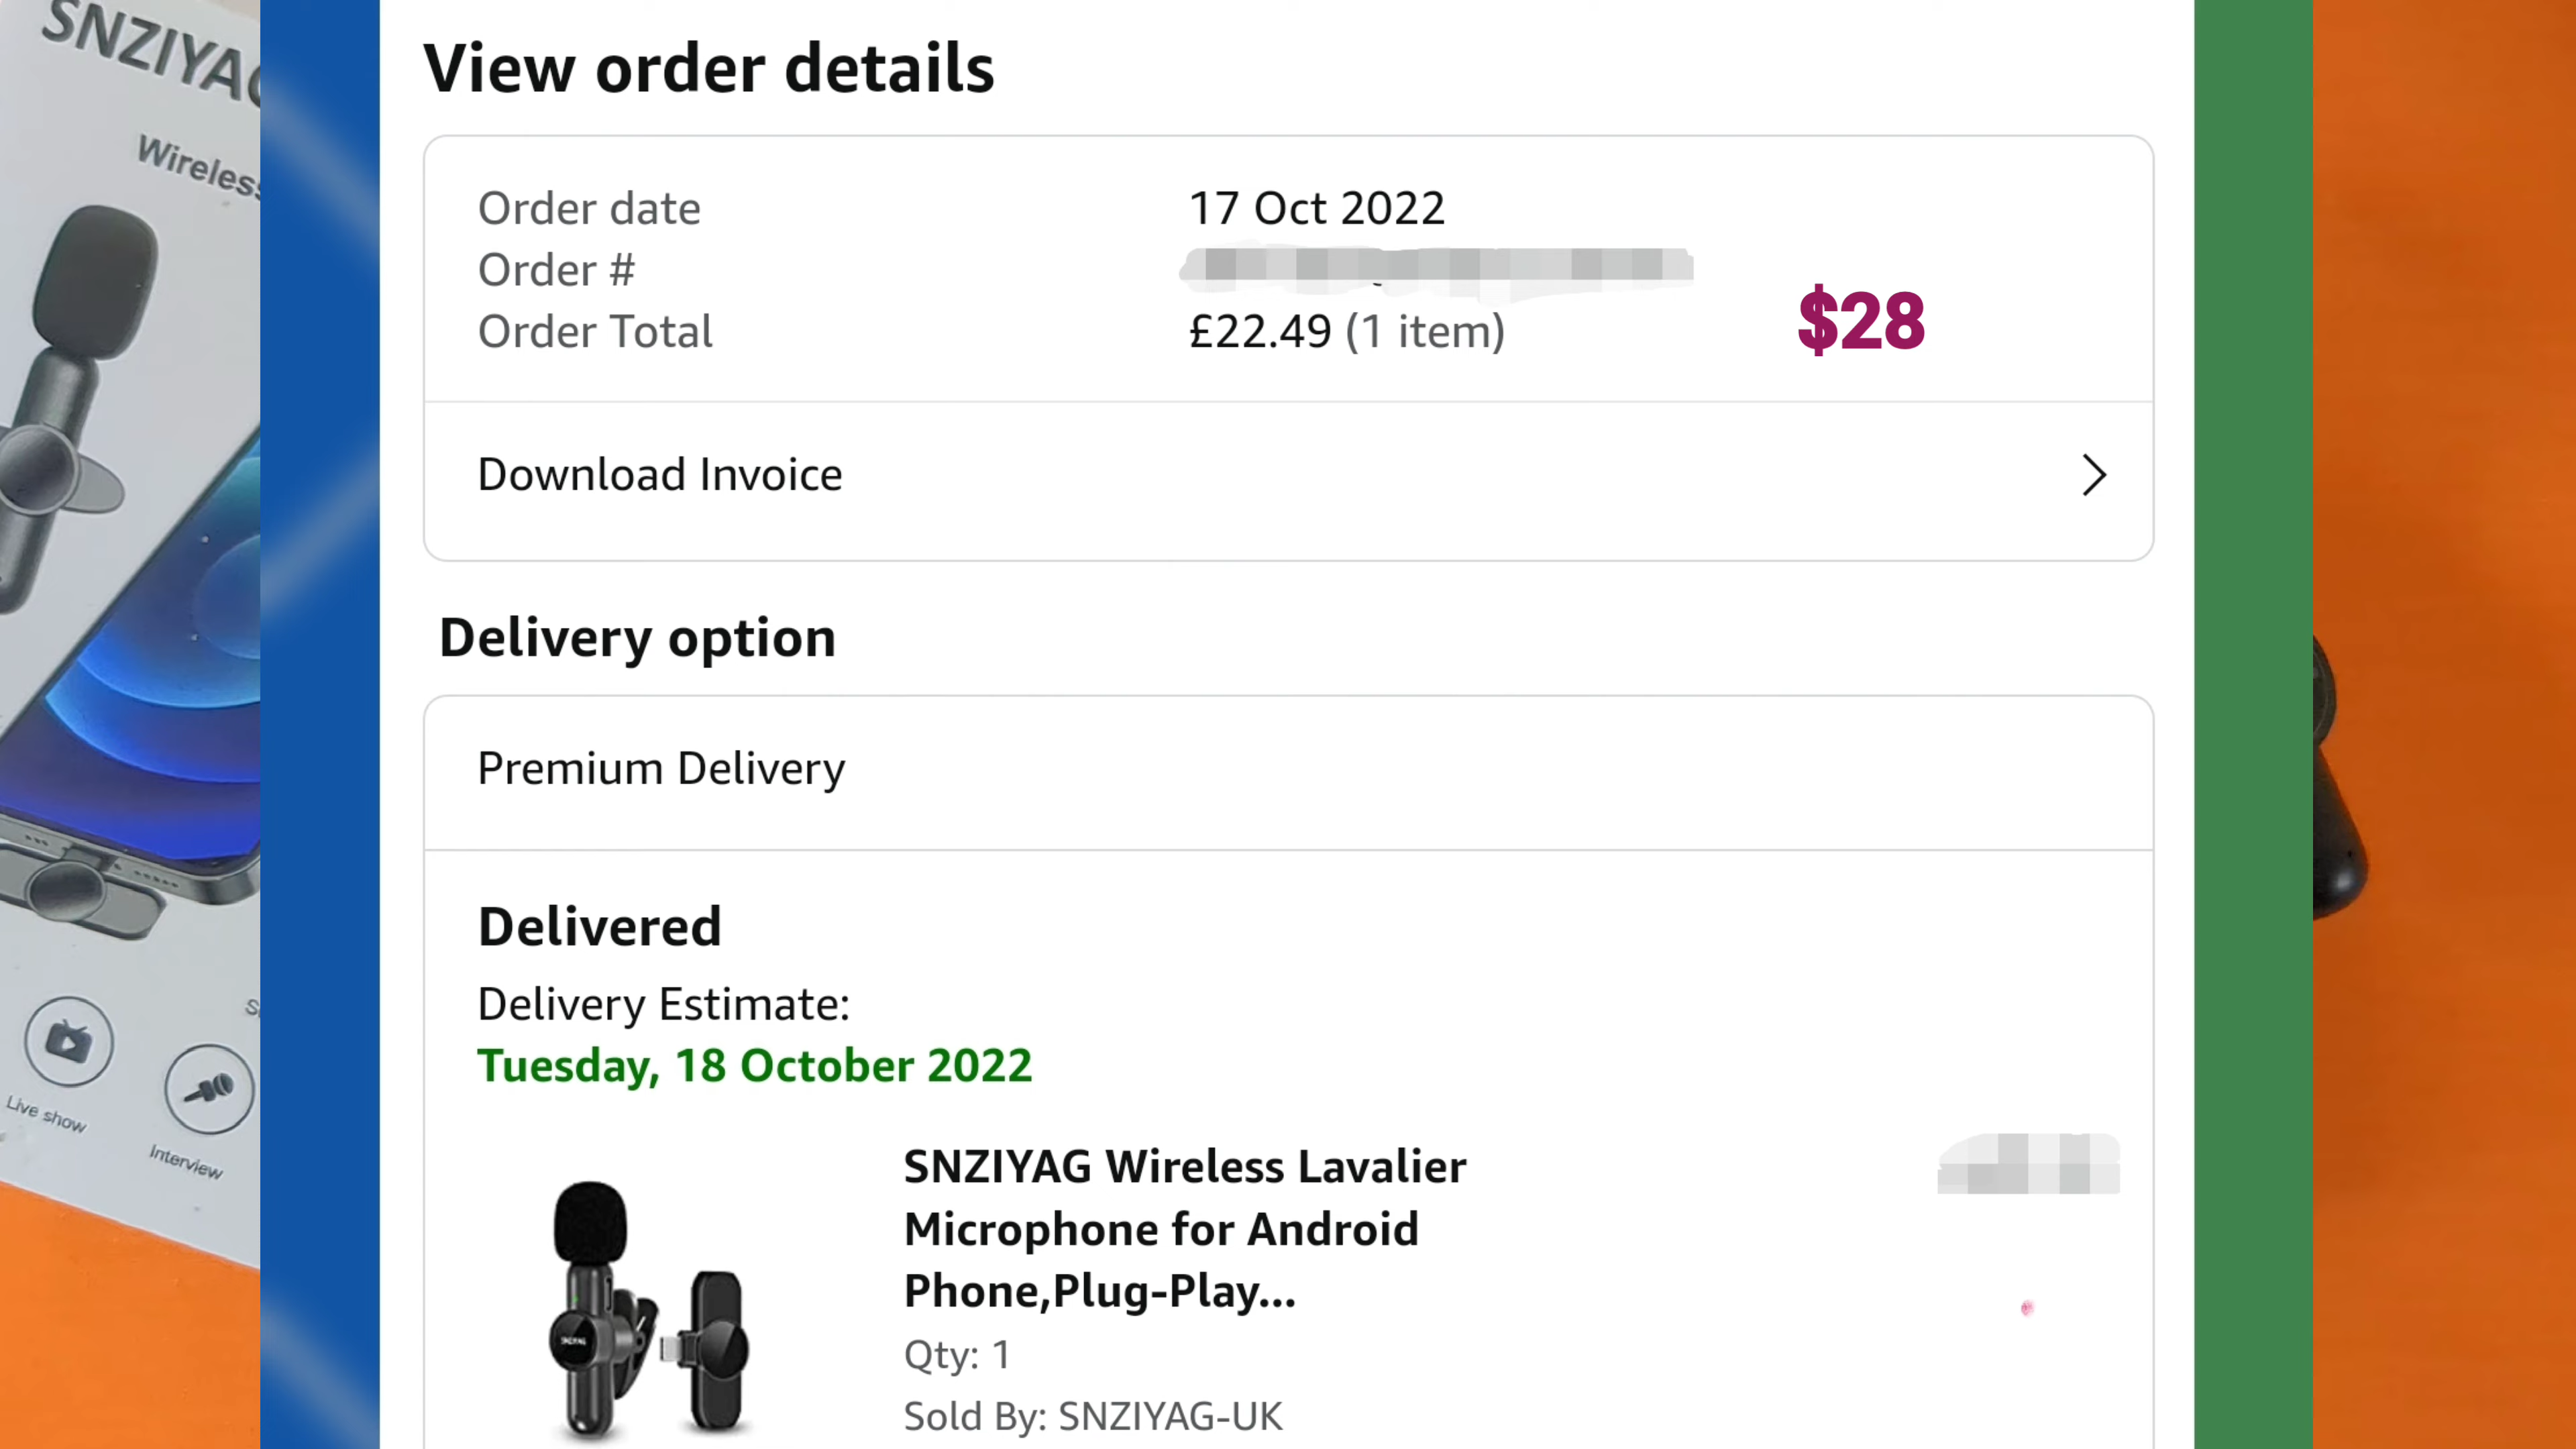 SNZIYAG
Wireless
View order details
Order date 17 Oct 2022
Order #
Order Total £22.49 (1 item)
$28
Download Invoice
Delivery option
Premium Delivery
Delivered
Delivery Estimate:
Tuesday, 18 October 2022
SNZIYAG Wireless Lavalier
Microphone for Android
Phone,Plug-Play...
Qty: 1
Sold By: SNZIYAG-UK
Live show
Interview